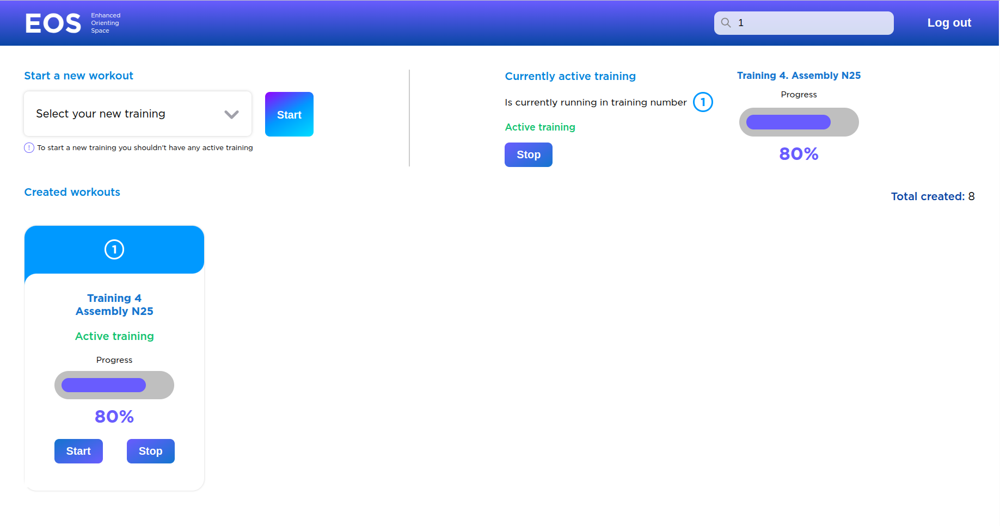 EOS
Enhanced
Orienting
Space
1
Log out
Start a new workout
Select your new training
Start
! To start a new training you shouldn't have any active training
Currently active training
Is currently running in training number 1
Active training
Stop
Training 4. Assembly N25
Progress
80%
Created workouts
Total created: 8
1
Training 4
Assembly N25
Active training
Progress
80%
Start Stop